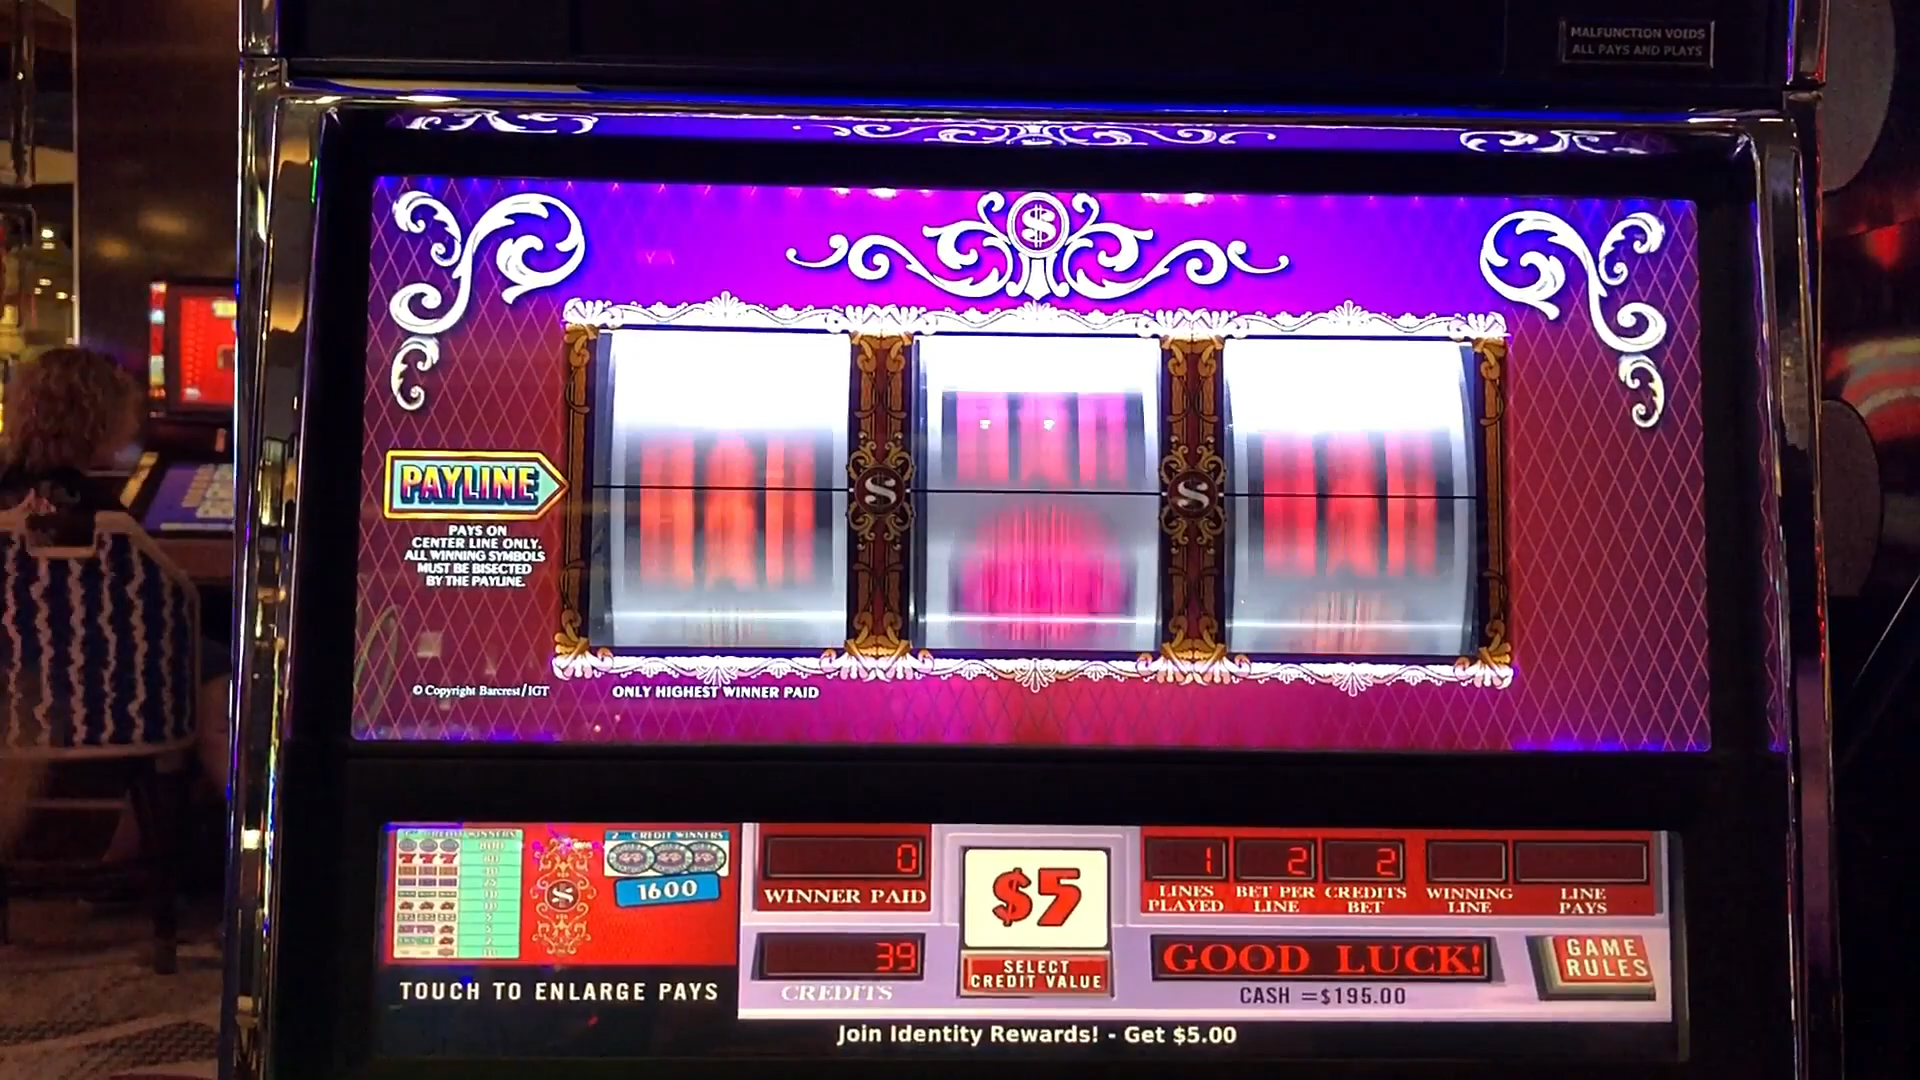 MALFUNCTION VOIDS
ALL PAYS AND PLAYS
$
PAYLINE
PAYS ON
CENTER LINE ONLY.
ALL WINNING SYMBOLS
MUST BE BISECTED
BY THE PAYLINE.
S
S
© Copyright Barcrest/IGT
ONLY HIGHEST WINNER PAID
2 CREDIT WINNERS
1600
S
TOUCH TO ENLARGE PAYS
0
WINNER PAID
39
CREDITS
$5
SELECT
CREDIT VALUE
1
LINES
PLAYED
2
BET PER
LINE
2
CREDITS
BET
WINNING
LINE
LINE
PAYS
GOOD LUCK!
CASH =$195.00
GAME
RULES
Join Identity Rewards! - Get $5.00